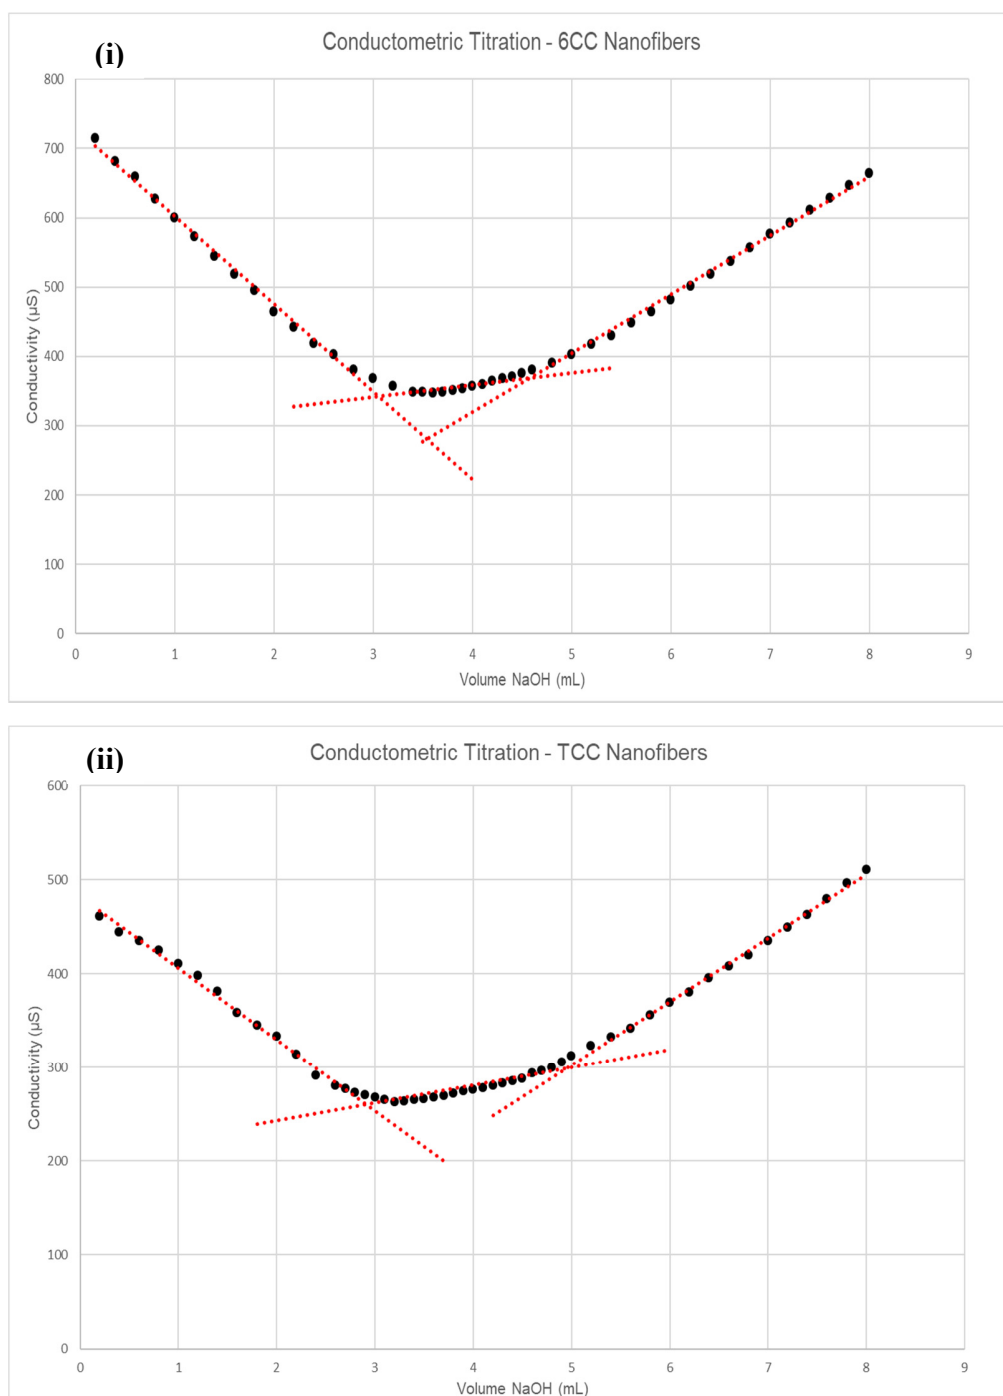 (i)
Conductometric Titration - 6CC Nanofibers
800
700
600
500
400
300
200
100
0
Conductivity (µS)
0 1 2 3 4 5 6 7 8 9
Volume NaOH (mL)
(ii)
Conductometric Titration - TCC Nanofibers
600
500
400
300
200
100
0
Conductivity (µS)
0 1 2 3 4 5 6 7 8 9
Volume NaOH (mL)